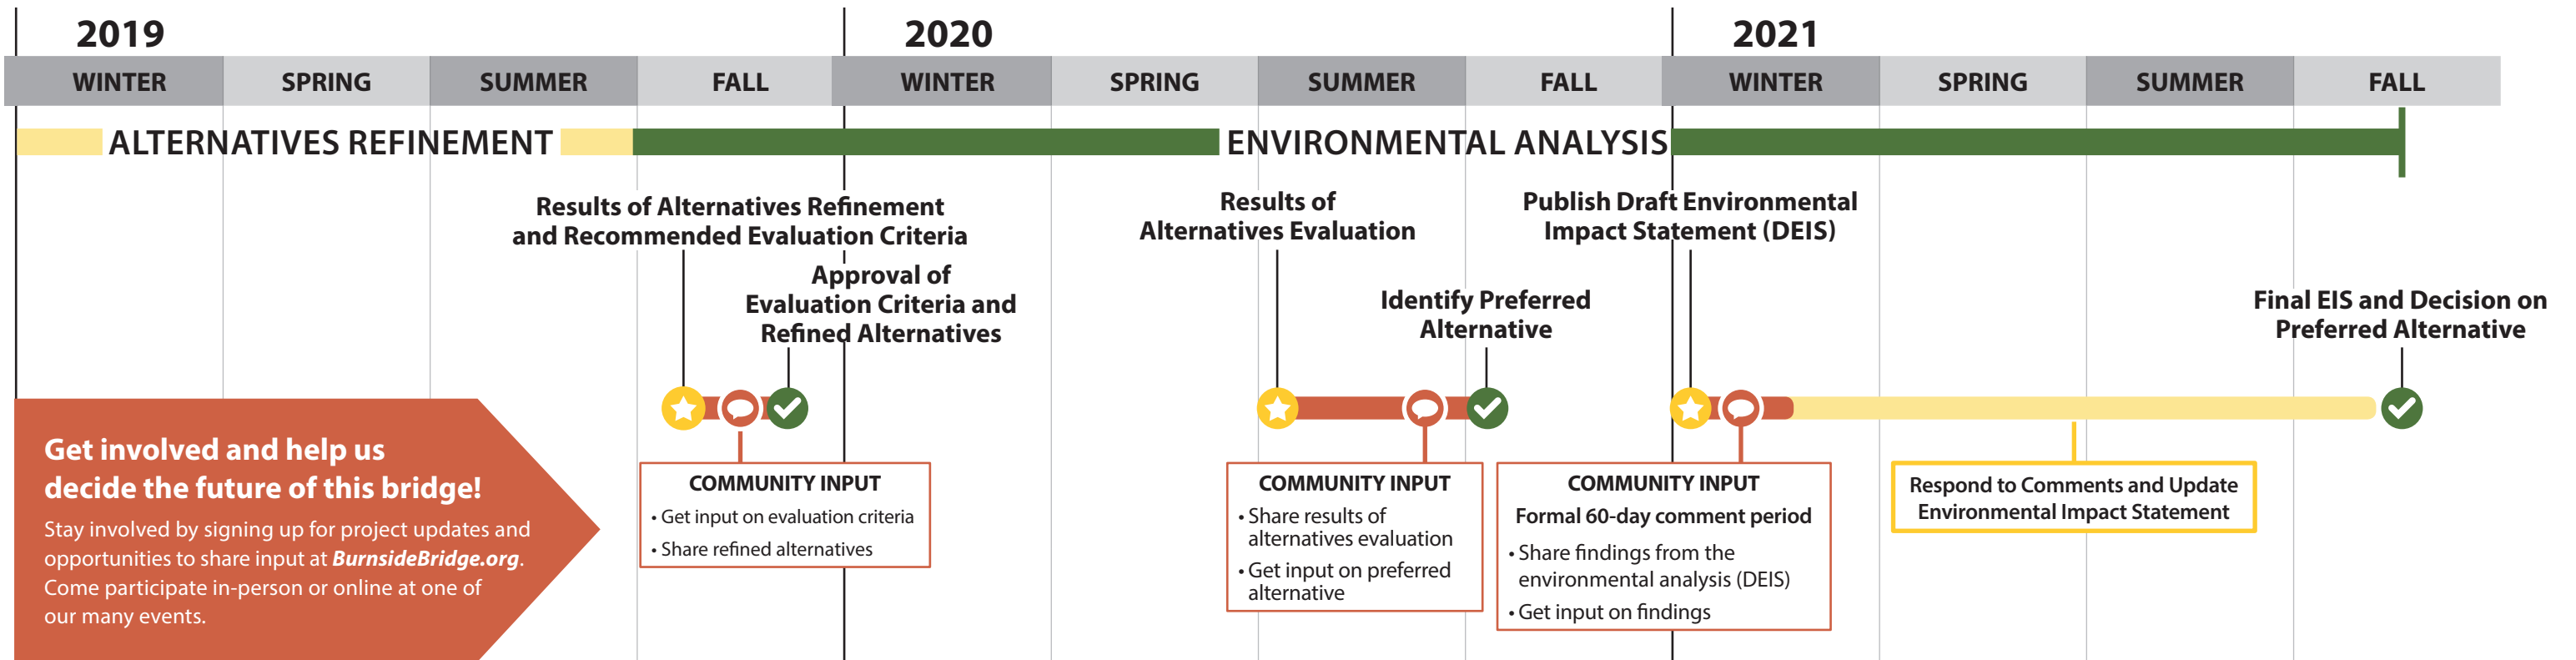 2019
2020
2021
WINTER
SPRING
SUMMER
FALL
WINTER
SPRING
SUMMER
FALL
WINTER
SPRING
SUMMER
FALL
ALTERNATIVES REFINEMENT
ENVIRONMENTAL ANALYSIS
Results of Alternatives Refinement
and Recommended Evaluation Criteria
Approval of
Evaluation Criteria and
Refined Alternatives
Results of
Alternatives Evaluation
Identify Preferred
Alternative
Publish Draft Environmental
Impact Statement (DEIS)
Final EIS and Decision on
Preferred Alternative
Get involved and help us
decide the future of this bridge!
Stay involved by signing up for project updates and
opportunities to share input at BurnsideBridge.org.
Come participate in-person or online at one of
our many events.
COMMUNITY INPUT
• Get input on evaluation criteria
• Share refined alternatives
COMMUNITY INPUT
• Share results of
alternatives evaluation
• Get input on preferred
alternative
COMMUNITY INPUT
Formal 60-day comment period
• Share findings from the
environmental analysis (DEIS)
• Get input on findings
Respond to Comments and Update
Environmental Impact Statement